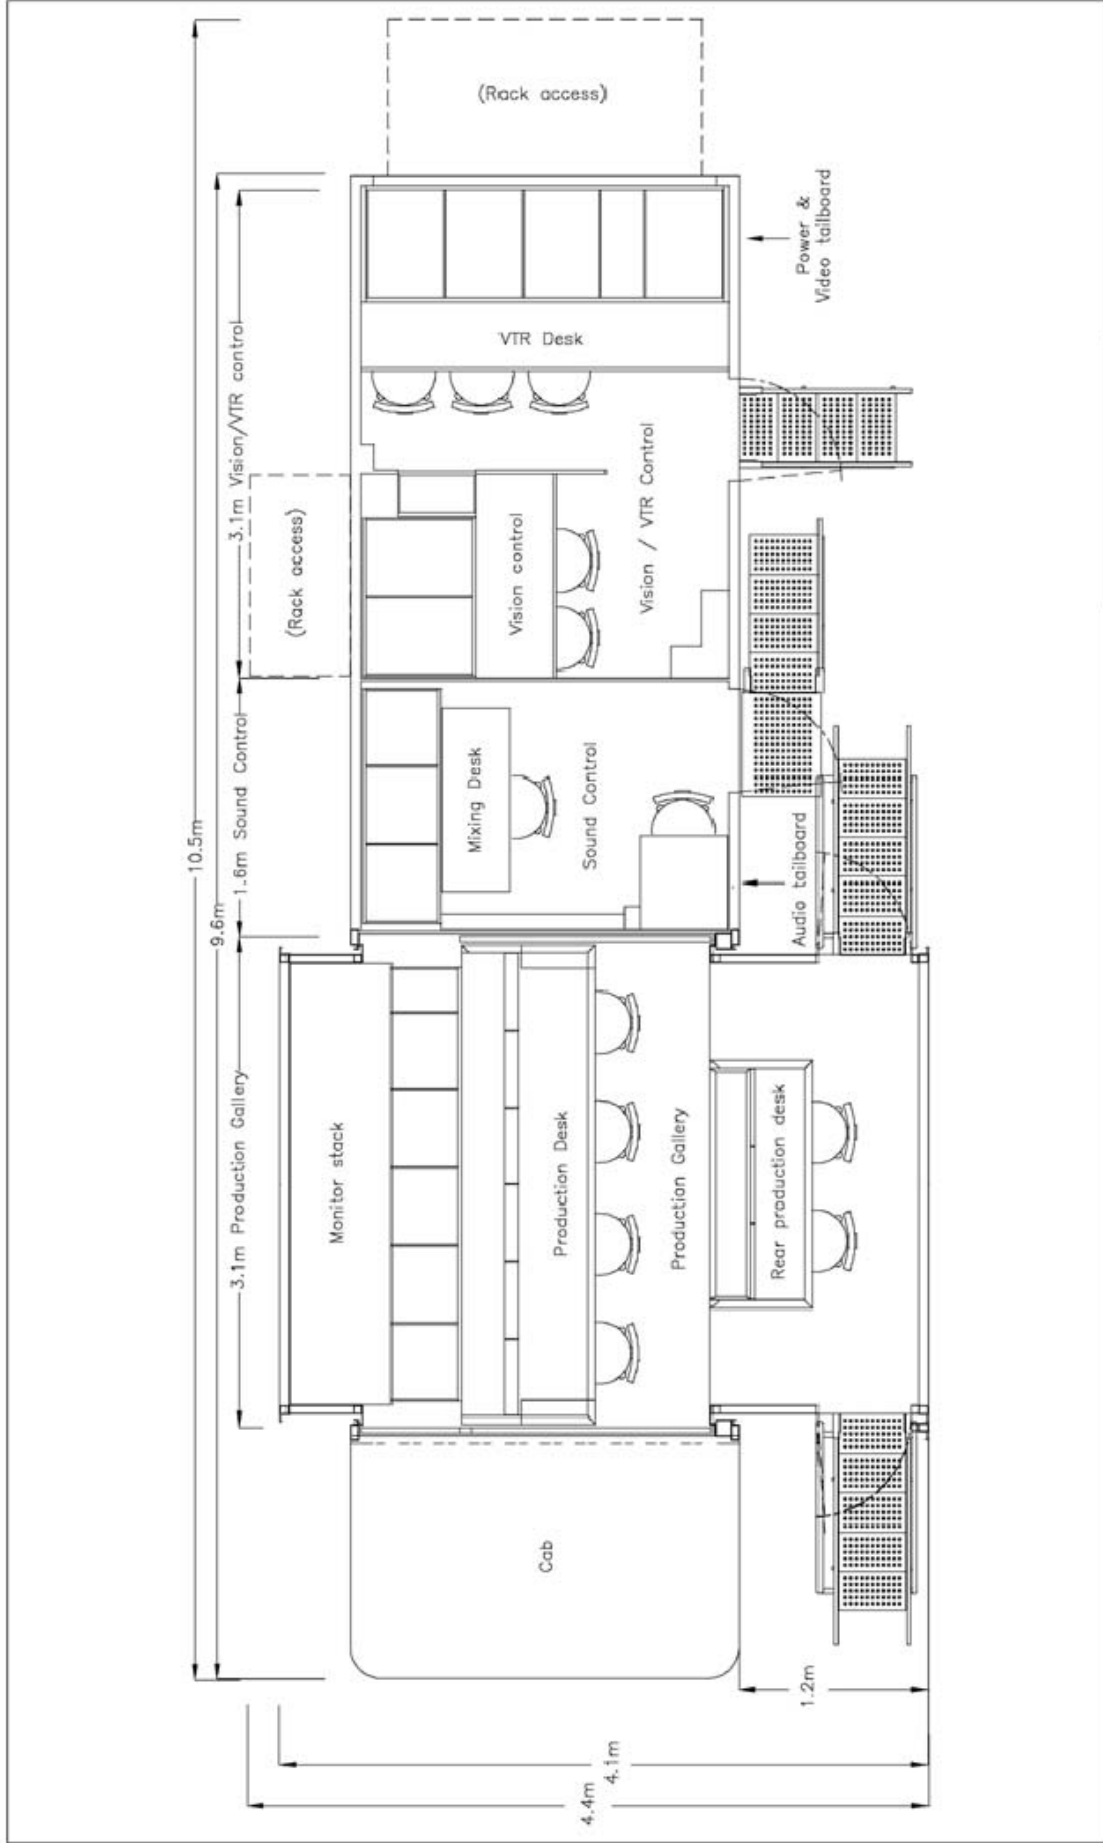 (Rack access)
Power &
Video tailboard
VTR Desk
3.1m Vision/VTR control
(Rack access)
Vision control
Vision / VTR Control
10.5m
9.6m
1.6m Sound Control
Mixing Desk
Sound Control
Audio tailboard
3.1m Production Gallery
Monitor stack
Production Desk
Production Gallery
Rear production desk
Cab
1.2m
4.1m
4.4m